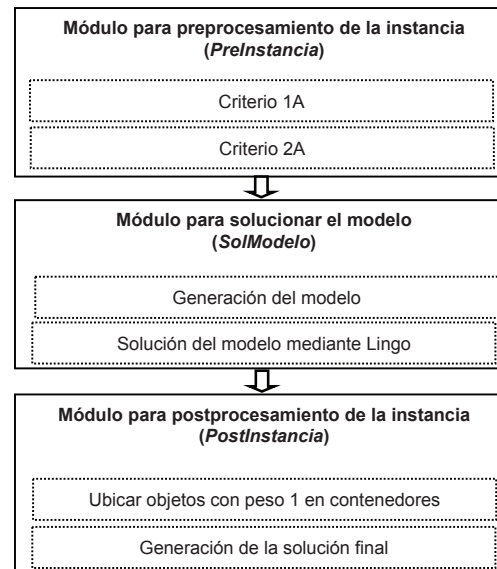 Módulo para preprocesamiento de la instancia
(PreInstancia)
Criterio 1A
Criterio 2A
Módulo para solucionar el modelo
(SolModelo)
Generación del modelo
Solución del modelo mediante Lingo
Módulo para postprocesamiento de la instancia
(PostInstancia)
Ubicar objetos con peso 1 en contenedores
Generación de la solución final